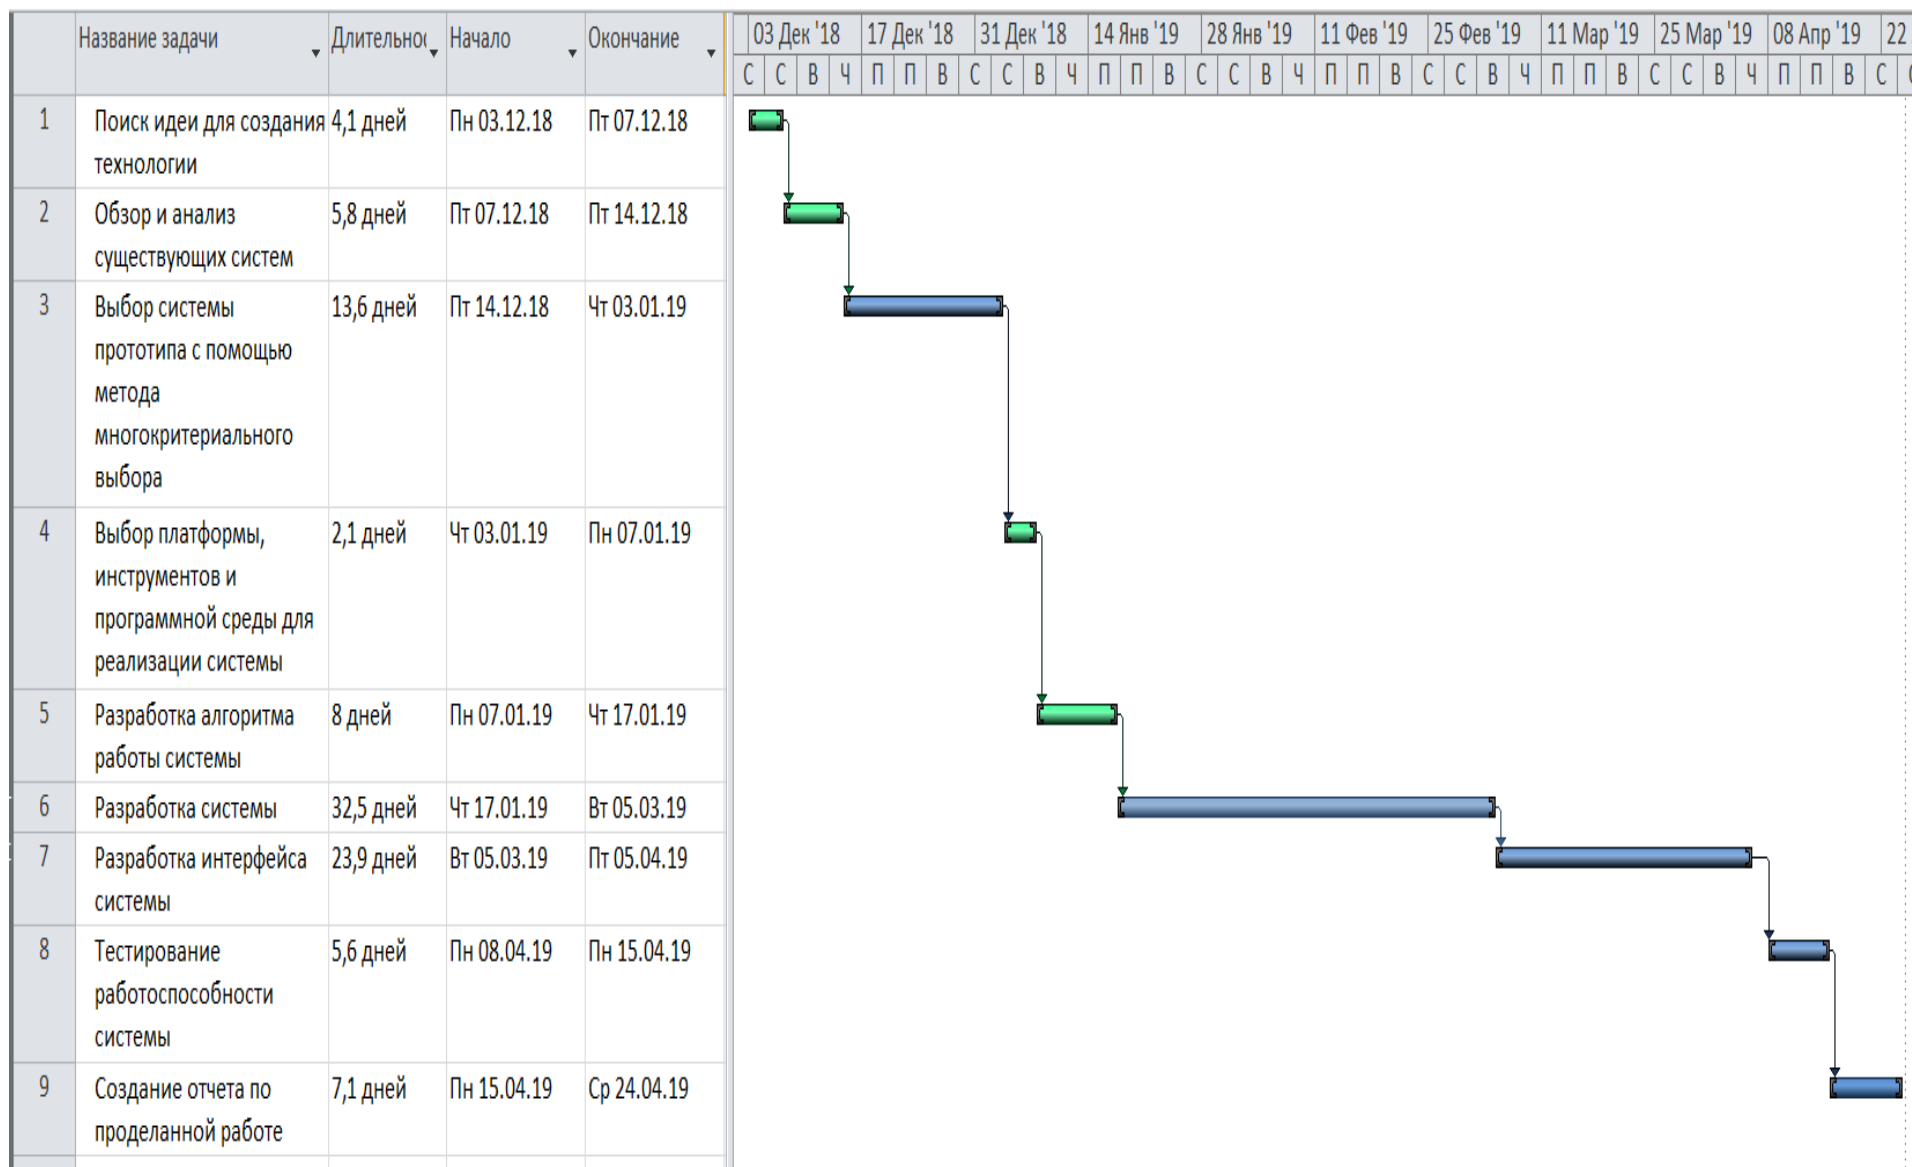 Название задачи Длительнос Начало Окончание 03 Дек '18 17 Дек '18 31 Дек '18 14 Янв '19 28 Янв '19 11 Фев '19 25 Фев '19 11 Мар '19 25 Мар '19 08 Апр '19 22
С С В Ч П П В С С В Ч П П В С С В Ч П П В С С В Ч П П В С С В Ч П П В С
1 Поиск идеи для создания 4,1 дней Пн 03.12.18 Пт 07.12.18
технологии
2 Обзор и анализ 5,8 дней Пт 07.12.18 Пт 14.12.18
существующих систем
3 Выбор системы 13,6 дней Пт 14.12.18 Чт 03.01.19
прототипа с помощью
метода
многокритериального
выбора
4 Выбор платформы, 2,1 дней Чт 03.01.19 Пн 07.01.19
инструментов и
программной среды для
реализации системы
5 Разработка алгоритма 8 дней Пн 07.01.19 Чт 17.01.19
работы системы
6 Разработка системы 32,5 дней Чт 17.01.19 Вт 05.03.19
7 Разработка интерфейса 23,9 дней Вт 05.03.19 Пт 05.04.19
системы
8 Тестирование 5,6 дней Пн 08.04.19 Пн 15.04.19
работоспособности
системы
9 Создание отчета по 7,1 дней Пн 15.04.19 Ср 24.04.19
проделанной работе